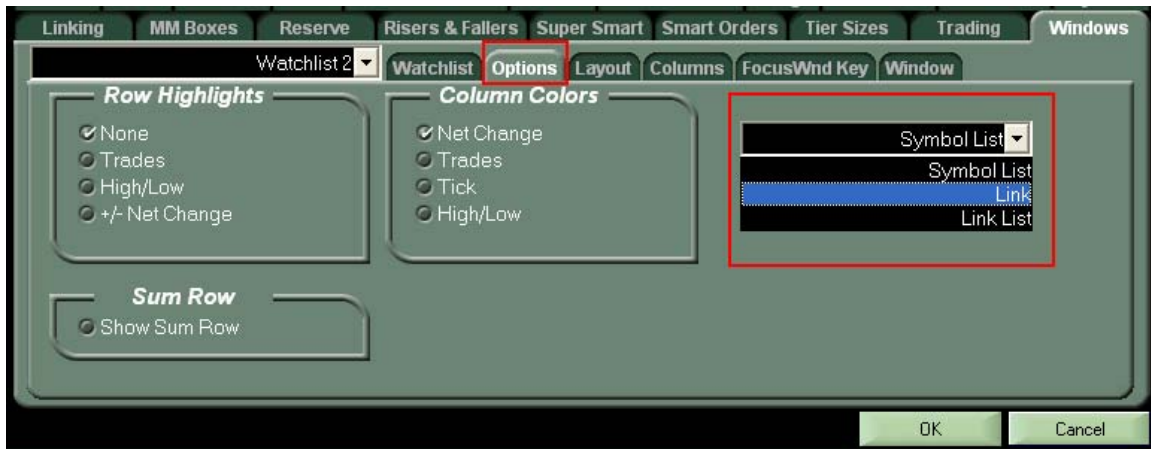 Linking MM Boxes Reserve Risers & Fallers Super Smart Smart Orders Tier Sizes Trading Windows
Watchlist 2 Watchlist Options Layout Columns FocusWnd Key Window
Row Highlights
None
Trades
High/Low
+/- Net Change
Column Colors
Net Change
Trades
Tick
High/Low
Symbol List
Symbol List
Link
Link List
Sum Row
Show Sum Row
OK Cancel